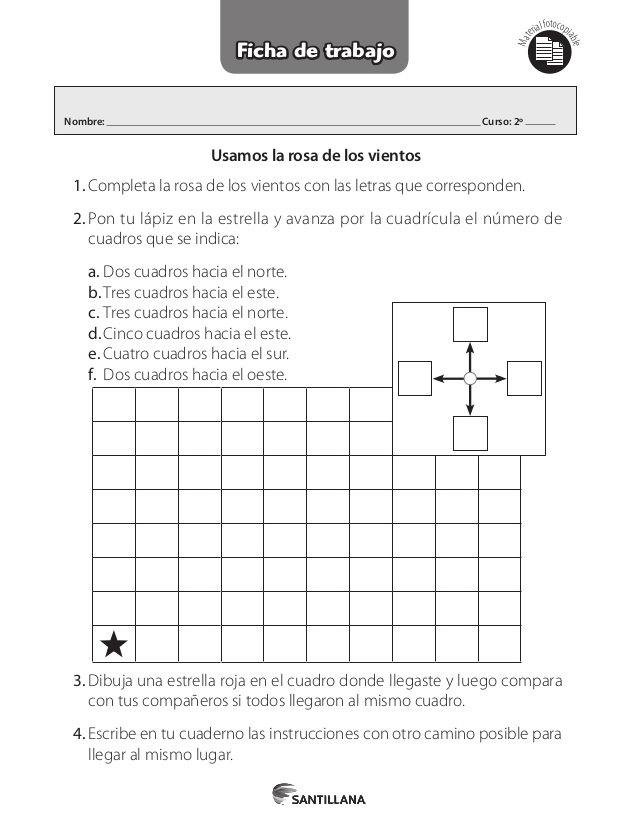 Ficha de trabajo
Material fotocopiable
Nombre: Curso: 2º
Usamos la rosa de los vientos
1. Completa la rosa de los vientos con las letras que corresponden.
2. Pon tu lápiz en la estrella y avanza por la cuadrícula el número de
cuadros que se indica:
a. Dos cuadros hacia el norte.
b. Tres cuadros hacia el este.
c. Tres cuadros hacia el norte.
d. Cinco cuadros hacia el este.
e. Cuatro cuadros hacia el sur.
f. Dos cuadros hacia el oeste.
3. Dibuja una estrella roja en el cuadro donde llegaste y luego compara
con tus compañeros si todos llegaron al mismo cuadro.
4. Escribe en tu cuaderno las instrucciones con otro camino posible para
llegar al mismo lugar.
SANTILLANA